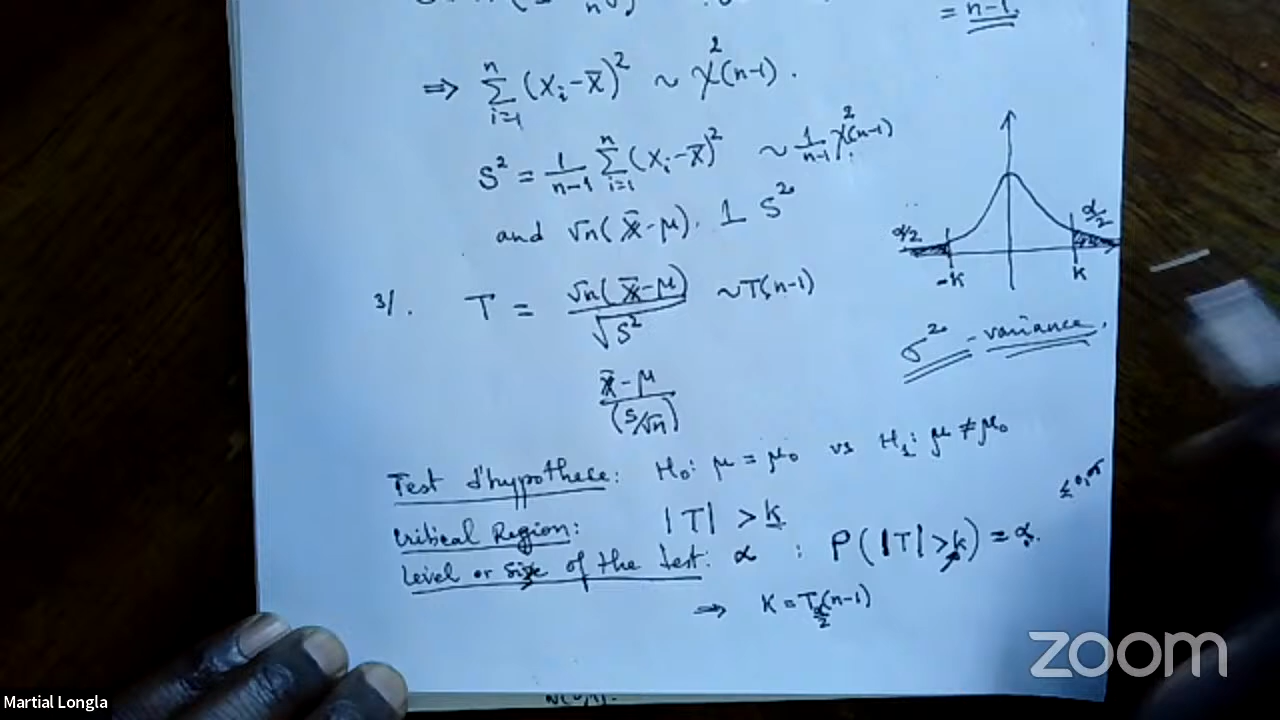 = n-1.
⇒ Σ_{i=1}^{n} (X_i - X̄)² ~ χ²(n-1).
S² = 1/(n-1) Σ_{i=1}^{n} (X_i - X̄)² ~ 1/(n-1) χ²(n-1)
and √n(X̄-μ). ⊥ S²
α/2 α/2
-k k
3/. T = √n(X̄-μ)/√S² ~ T(n-1)
σ² - variance.
(X̄-μ)/(S/√n)
Test d'hypothese: H₀: μ = μ₀ vs H₁: μ ≠ μ₀
Critical Region: |T| > k
Level or Size of the test: α : P(|T| > k) = α.
⇒ K = T_{α/2}(n-1)
zoom
Martial Longla